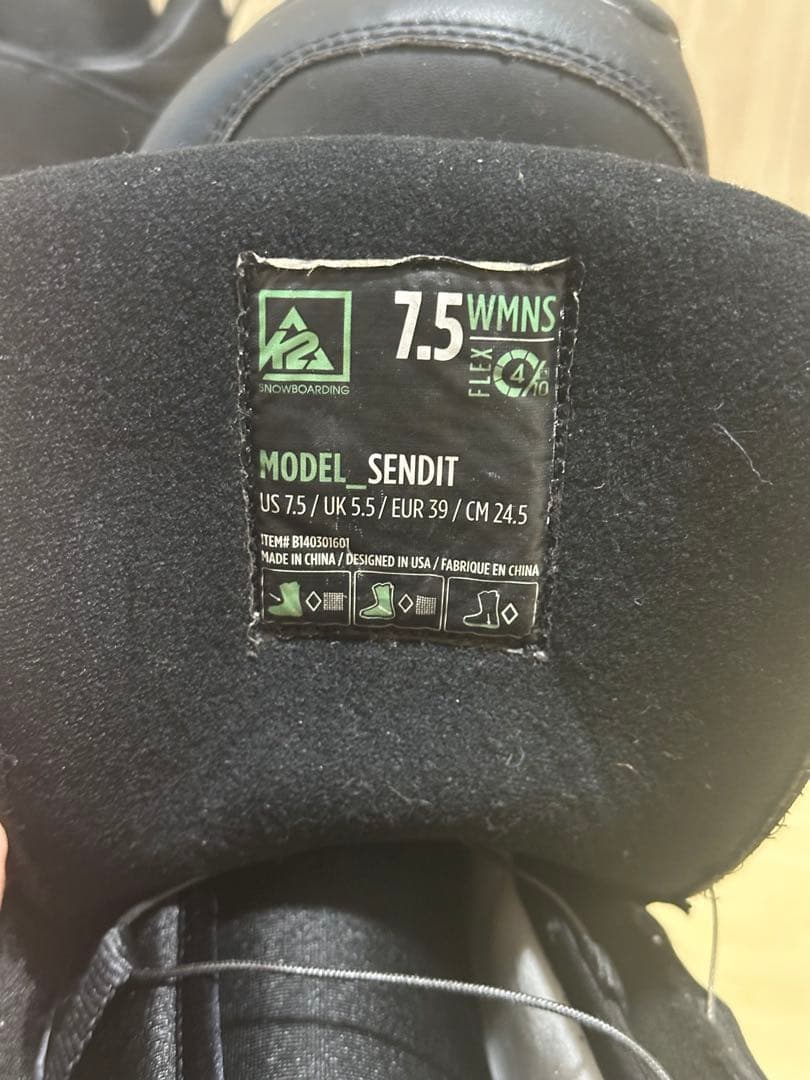 K2
SNOWBOARDING
7.5 WMNS
FLEX 4/10
MODEL_SENDIT
US 7.5 / UK 5.5 / EUR 39 / CM 24.5
ITEM# B140301601
MADE IN CHINA / DESIGNED IN USA / FABRIQUE EN CHINA